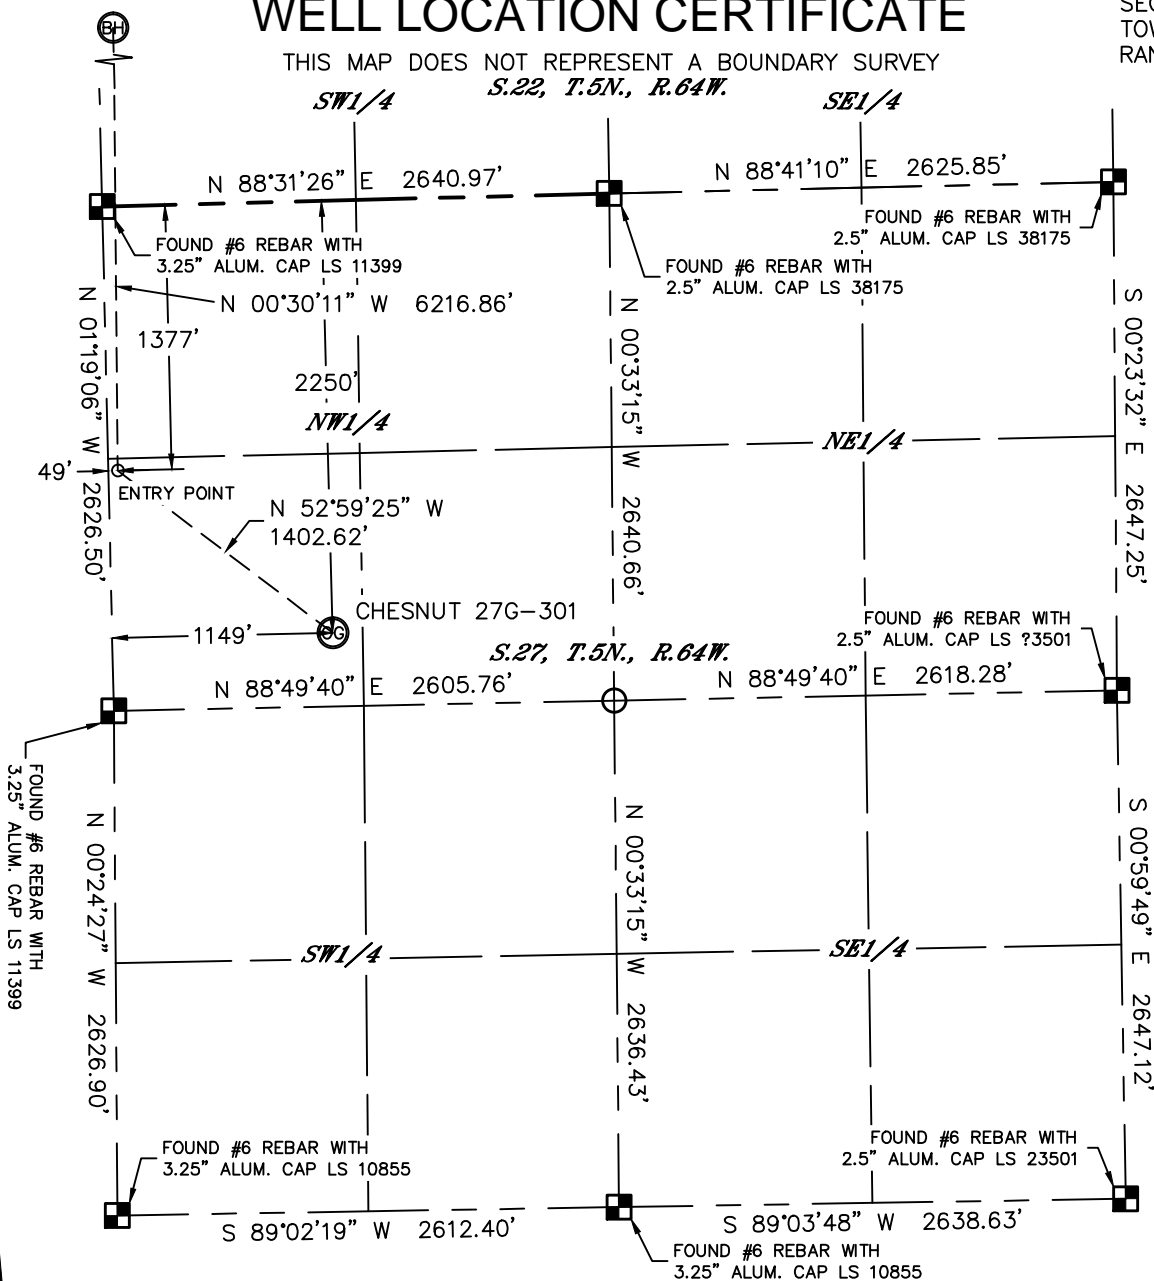 WELL LOCATION CERTIFICATE
BH
THIS MAP DOES NOT REPRESENT A BOUNDARY SURVEY
S.22, T.5N., R.64W.
SW1/4
SE1/4
N 88°31'26" E 2640.97'
N 88°41'10" E 2625.85'
FOUND #6 REBAR WITH
3.25" ALUM. CAP LS 11399
FOUND #6 REBAR WITH
2.5" ALUM. CAP LS 38175
FOUND #6 REBAR WITH
2.5" ALUM. CAP LS 38175
N 00°30'11" W 6216.86'
1377'
2250'
N 01°19'06" W 2626.50'
N 00°33'15" W 2640.66'
S 00°23'32" E 2647.25'
NW1/4
NE1/4
49'
ENTRY POINT
N 52°59'25" W
1402.62'
CHESNUT 27G-301
1149'
S.27, T.5N., R.64W.
FOUND #6 REBAR WITH
2.5" ALUM. CAP LS ?3501
N 88°49'40" E 2605.76'
N 88°49'40" E 2618.28'
FOUND #6 REBAR WITH
3.25" ALUM. CAP LS 11399
N 00°24'27" W 2626.90'
N 00°33'15" W 2636.43'
S 00°59'49" E 2647.12'
SW1/4
SE1/4
FOUND #6 REBAR WITH
3.25" ALUM. CAP LS 10855
FOUND #6 REBAR WITH
2.5" ALUM. CAP LS 23501
S 89°02'19" W 2612.40'
S 89°03'48" W 2638.63'
FOUND #6 REBAR WITH
3.25" ALUM. CAP LS 10855